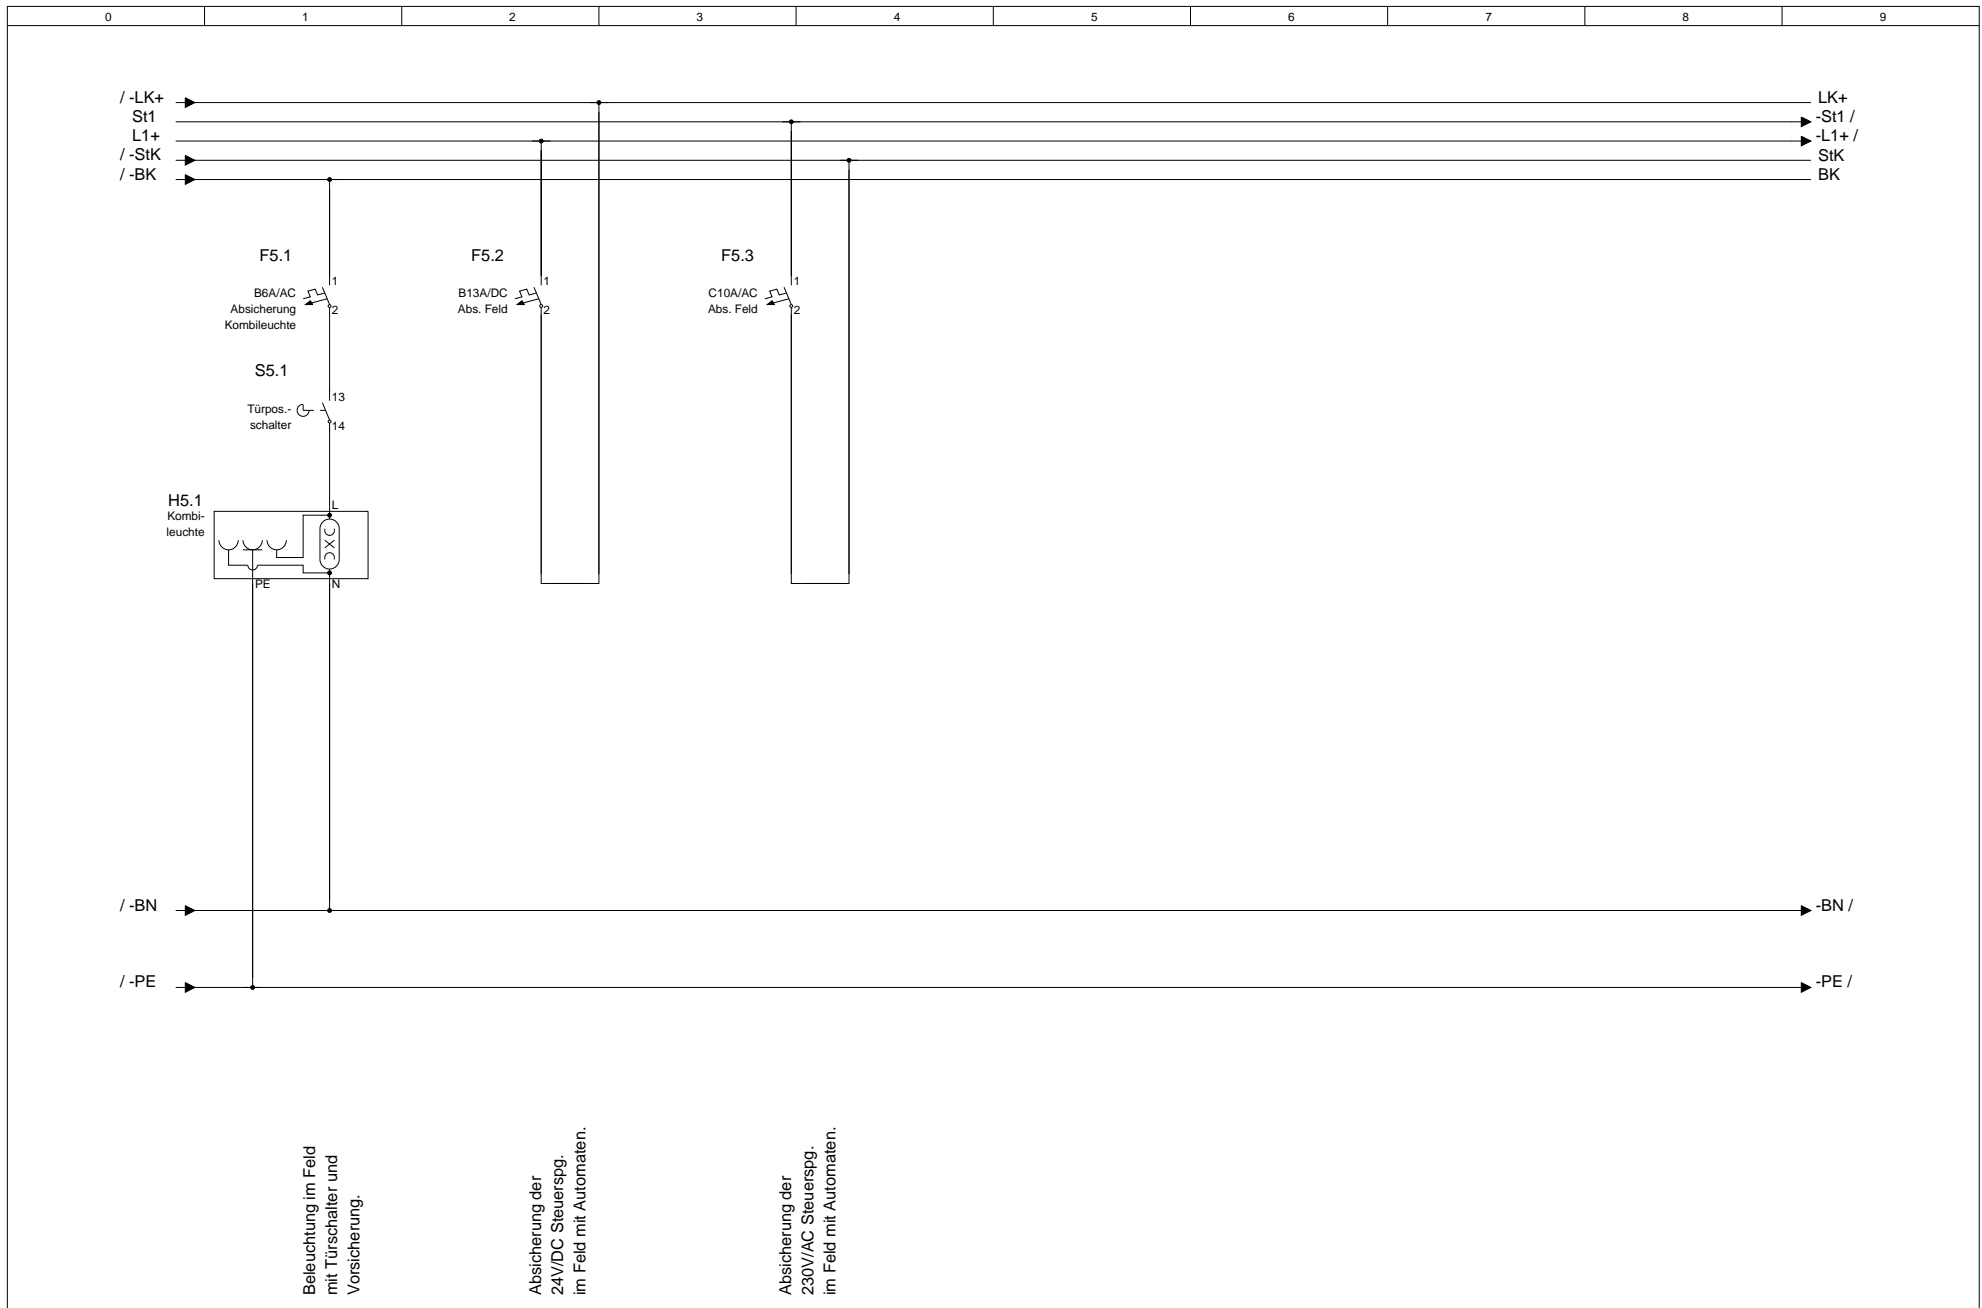 0 1 2 3 4 5 6 7 8 9
/ -LK+ LK+
St1 -St1 /
L1+ -L1+ /
/ -StK StK
/ -BK BK
F5.1 F5.2 F5.3
1 1 1
B6A/AC B13A/DC C10A/AC
Absicherung 2 Abs. Feld 2 Abs. Feld 2
Kombileuchte
S5.1
13
Türpos.-
schalter 14
H5.1 L
Kombi-
leuchte
PE N
/ -BN -BN /
/ -PE -PE /
Beleuchtung im Feld
mit Türschalter und
Vorsicherung.
Absicherung der
24V/DC Steuerspg.
im Feld mit Automaten.
Absicherung der
230V/AC Steuerspg.
im Feld mit Automaten.